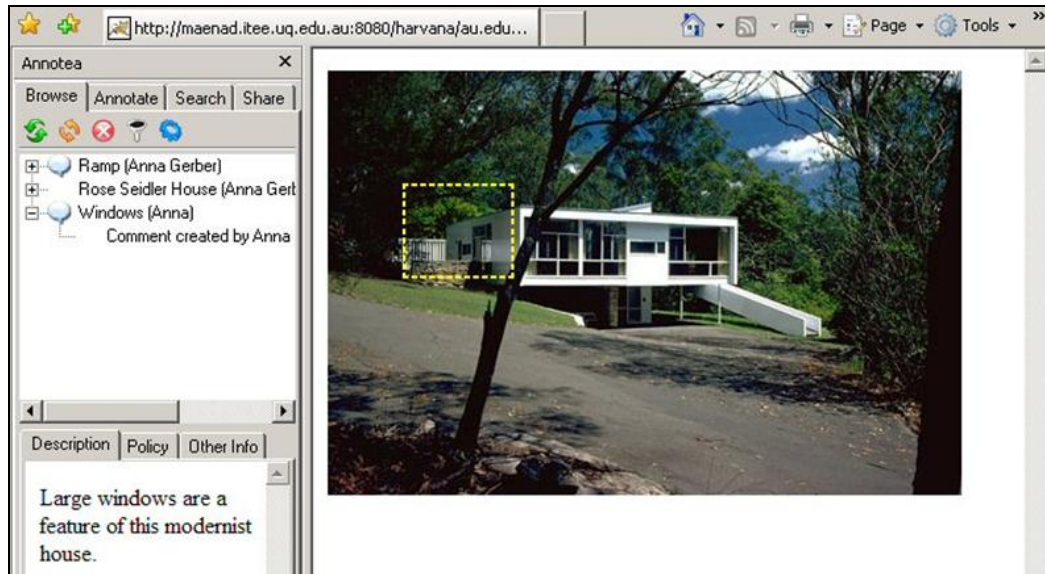 http://maenad.itee.uq.edu.au:8080/harvana/au.edu...
Page
Tools
»
Annotea
Browse Annotate Search Share
Ramp (Anna Gerber)
Rose Seidler House (Anna Gert
Windows (Anna)
Comment created by Anna
Description Policy Other Info
Large windows are a
feature of this modernist
house.